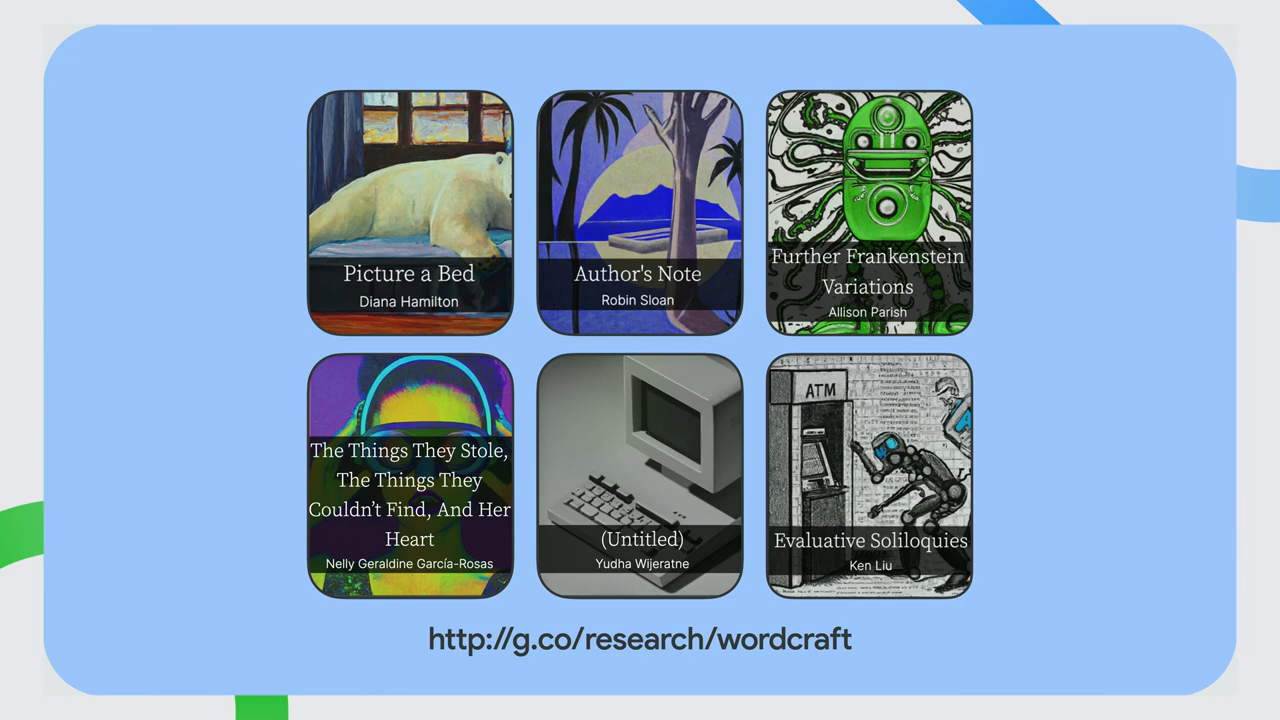 Picture a Bed
Diana Hamilton
Author's Note
Robin Sloan
Further Frankenstein
Variations
Allison Parish
The Things They Stole,
The Things They
Couldn’t Find, And Her
Heart
Nelly Geraldine García-Rosas
(Untitled)
Yudha Wijeratne
ATM
Evaluative Soliloquies
Ken Liu
http://g.co/research/wordcraft